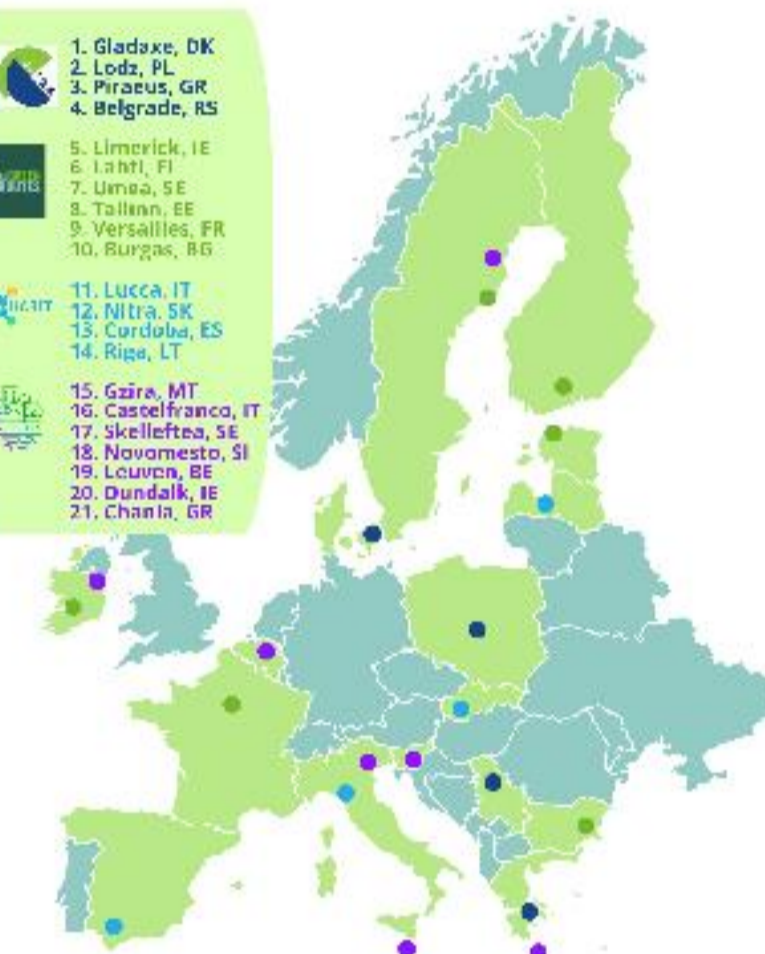 1. Gladaxe, DK
2. Lodz, PL
3. Piraeus, GR
4. Belgrade, RS
5. Limerick, IE
6. Lahti, FI
7. Umea, SE
8. Tallinn, EE
9. Versailles, FR
10. Burgas, BG
11. Lucca, IT
12. Nitra, SK
13. Cordoba, ES
14. Riga, LT
15. Gzira, MT
16. Castelfranco, IT
17. Skelleftea, SE
18. Novomesto, SI
19. Leuven, BE
20. Dundalk, IE
21. Chania, GR